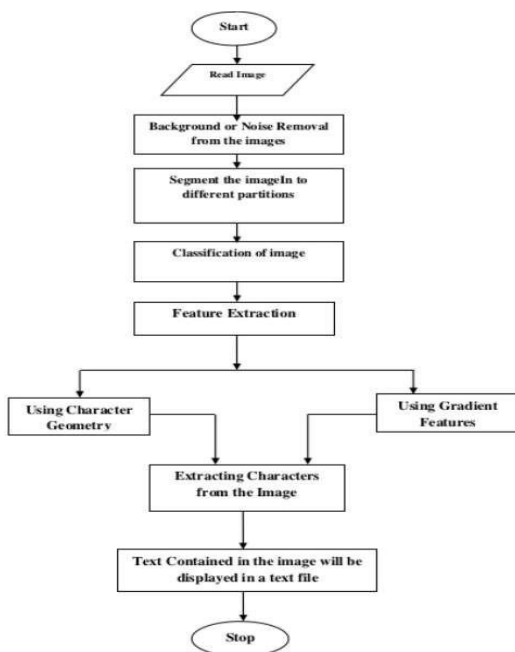 Start
Read Image
Background or Noise Removal
from the images
Segment the imageIn to
different partitions
Classification of image
Feature Extraction
Using Character
Geometry
Using Gradient
Features
Extracting Characters
from the Image
Text Contained in the image will be
displayed in a text file
Stop